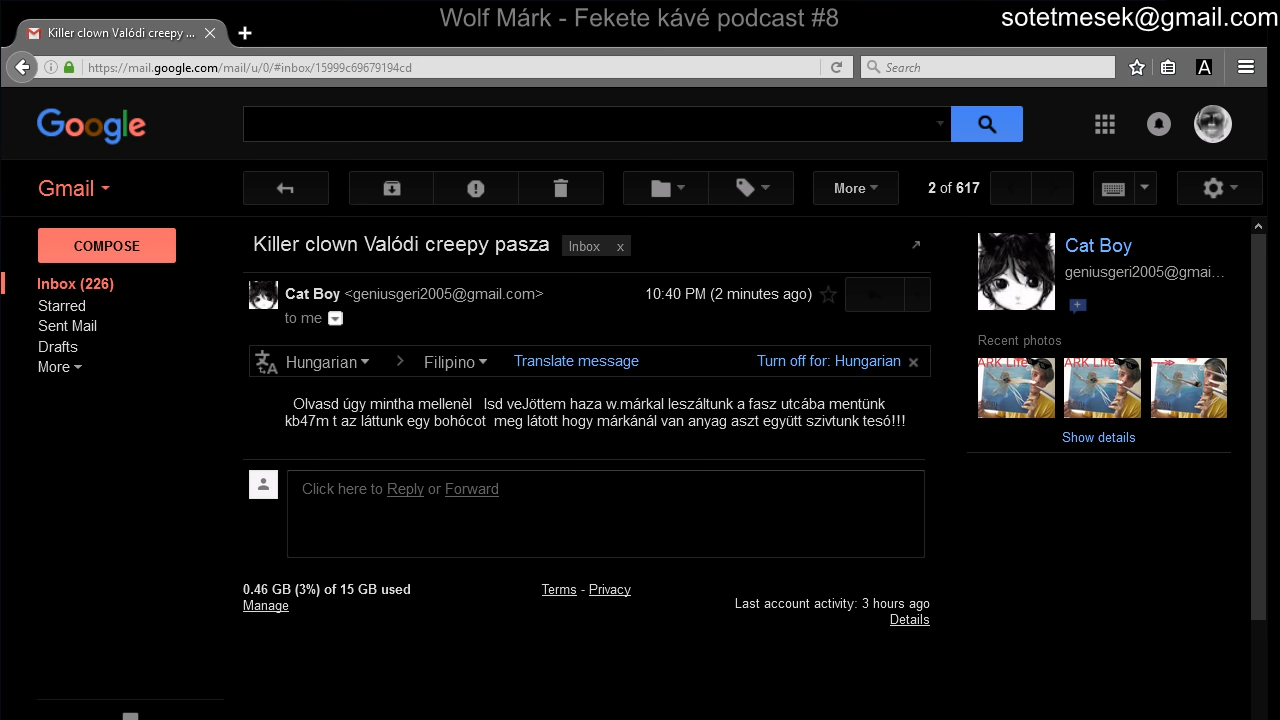 Wolf Márk - Fekete kávé podcast #8
sotetmesek@gmail.com
Killer clown Valódi creepy ...
https://mail.google.com/mail/u/0/#inbox/15999c69679194cd
Search
A
Google
Gmail
More
2 of 617
COMPOSE
Inbox (226)
Starred
Sent Mail
Drafts
More
Killer clown Valódi creepy pasza
Inbox x
Cat Boy <geniusgeri2005@gmail.com>
10:40 PM (2 minutes ago)
to me
Hungarian
Filipino
Translate message
Turn off for: Hungarian
Olvasd úgy mintha mellenèl lsd veJöttem haza w.márkal leszáltunk a fasz utcába mentünk
kb47m t az láttunk egy bohócot meg látott hogy márkánál van anyag aszt együtt szivtunk tesó!!!
Click here to Reply or Forward
0.46 GB (3%) of 15 GB used
Manage
Terms - Privacy
Last account activity: 3 hours ago
Details
Cat Boy
geniusgeri2005@gmai...
Recent photos
ARK Life
ARK Life
Show details